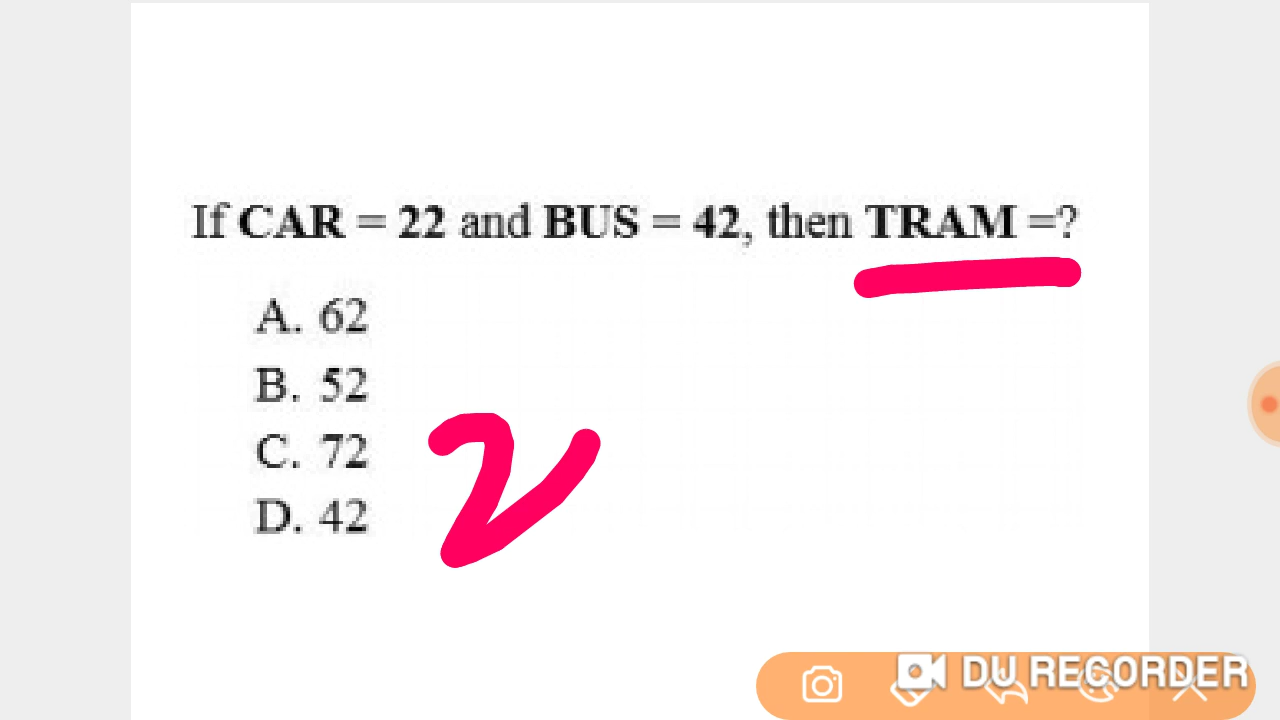 If CAR = 22 and BUS = 42, then TRAM =?
A. 62
B. 52
C. 72
D. 42
DU RECORDER